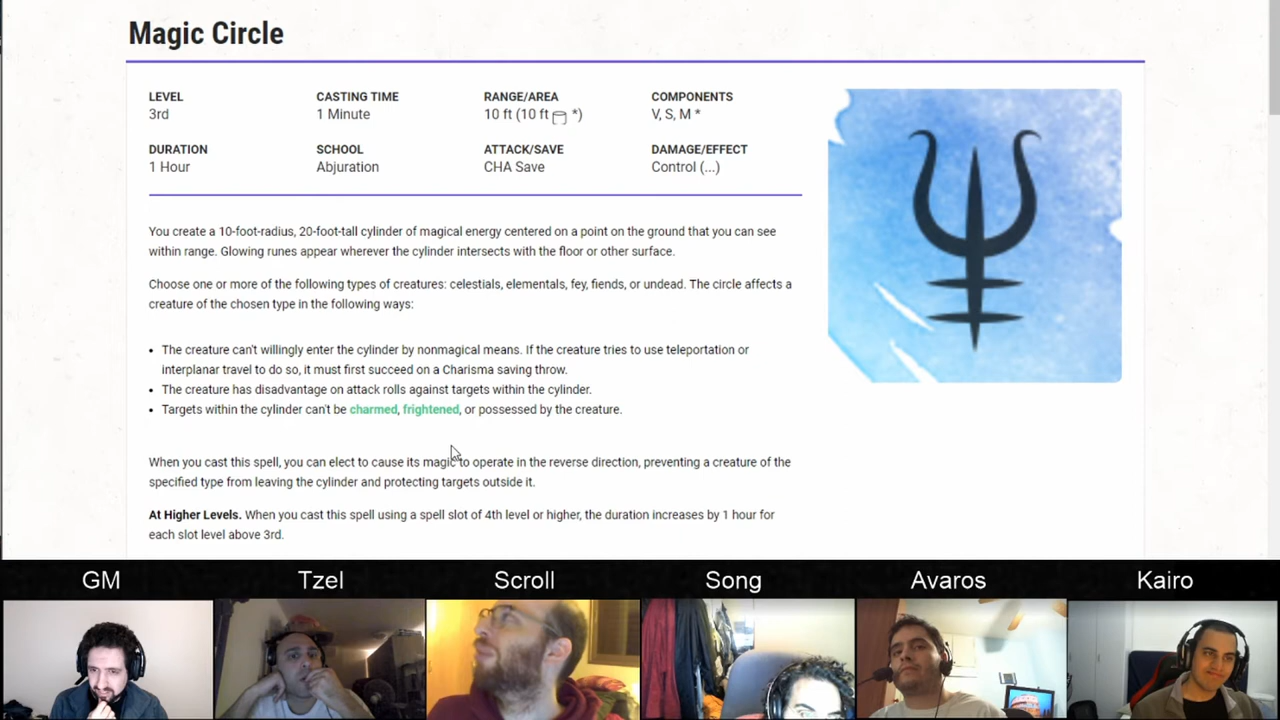 Magic Circle
LEVEL
3rd
CASTING TIME
1 Minute
RANGE/AREA
10 ft (10 ft *)
COMPONENTS
V, S, M *
DURATION
1 Hour
SCHOOL
Abjuration
ATTACK/SAVE
CHA Save
DAMAGE/EFFECT
Control (...)
You create a 10-foot-radius, 20-foot-tall cylinder of magical energy centered on a point on the ground that you can see
within range. Glowing runes appear wherever the cylinder intersects with the floor or other surface.
Choose one or more of the following types of creatures: celestials, elementals, fey, fiends, or undead. The circle affects a
creature of the chosen type in the following ways:
• The creature can't willingly enter the cylinder by nonmagical means. If the creature tries to use teleportation or
interplanar travel to do so, it must first succeed on a Charisma saving throw.
• The creature has disadvantage on attack rolls against targets within the cylinder.
• Targets within the cylinder can't be charmed, frightened, or possessed by the creature.
When you cast this spell, you can elect to cause its magic to operate in the reverse direction, preventing a creature of the
specified type from leaving the cylinder and protecting targets outside it.
At Higher Levels. When you cast this spell using a spell slot of 4th level or higher, the duration increases by 1 hour for
each slot level above 3rd.
GM
Tzel
Scroll
Song
Avaros
Kairo